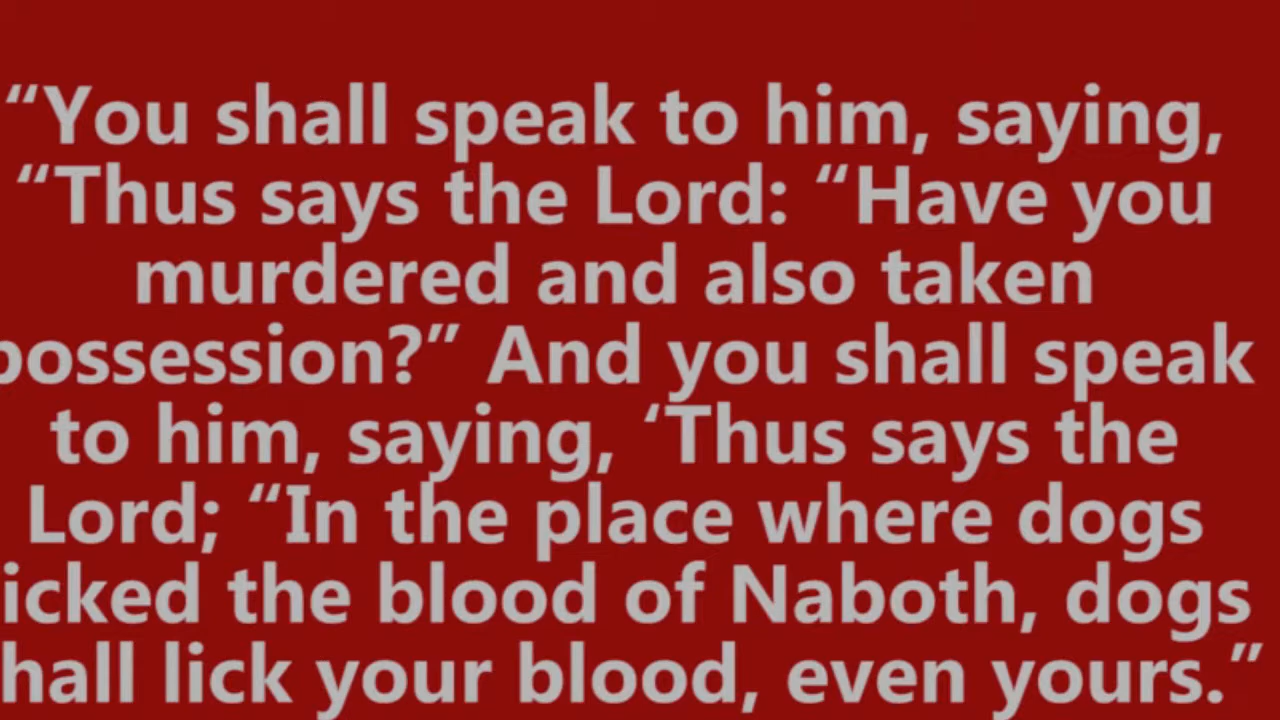 “You shall speak to him, saying,
“Thus says the Lord: “Have you
murdered and also taken
possession?” And you shall speak
to him, saying, ‘Thus says the
Lord; “In the place where dogs
icked the blood of Naboth, dogs
hall lick your blood, even yours.”